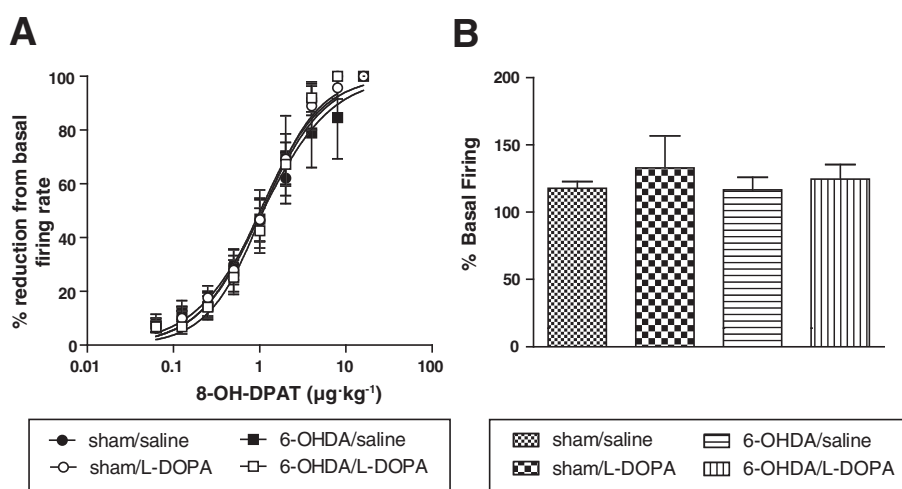 A
% reduction from basal
firing rate
100
80
60
40
20
0
0.01
0.1
1
10
100
8-OH-DPAT (µg·kg⁻¹)
sham/saline
6-OHDA/saline
sham/L-DOPA
6-OHDA/L-DOPA
B
% Basal Firing
200
150
100
50
0
sham/saline
6-OHDA/saline
sham/L-DOPA
6-OHDA/L-DOPA